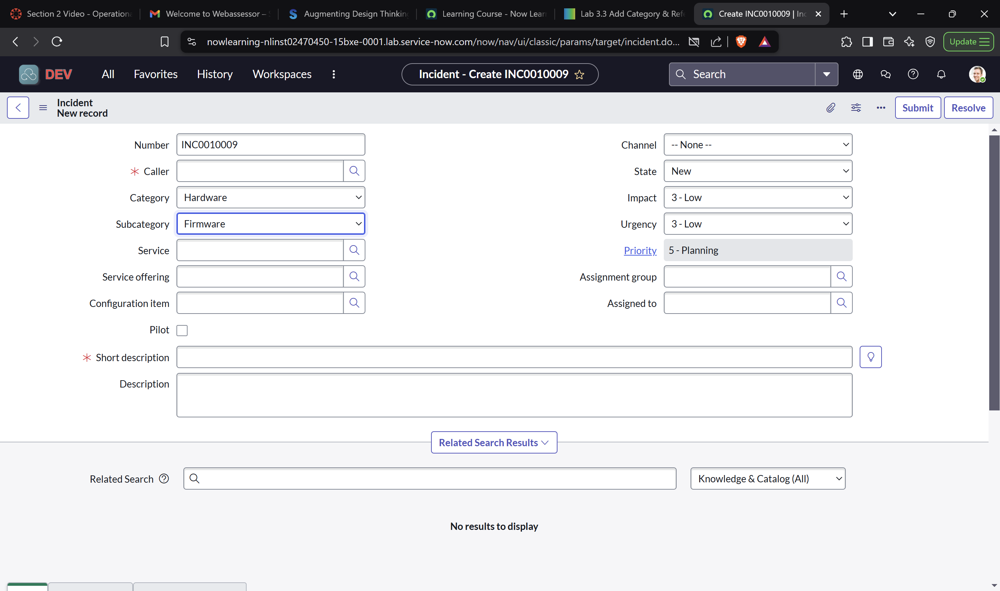 Section 2 Video - Operationa
Welcome to Webassessor –
Augmenting Design Thinking
Learning Course - Now Lear
Lab 3.3 Add Category & Refe
Create INC0010009 | Inc
nowlearning-nlinst02470450-15bxe-0001.lab.service-now.com/now/nav/ui/classic/params/target/incident.do...
Update
DEV
All
Favorites
History
Workspaces
Incident - Create INC0010009
Search
Incident
New record
Submit
Resolve
Number
INC0010009
Channel
-- None --
* Caller
State
New
Category
Hardware
Impact
3 - Low
Subcategory
Firmware
Urgency
3 - Low
Service
Priority
5 - Planning
Service offering
Assignment group
Configuration item
Assigned to
Pilot
* Short description
Description
Related Search Results
Related Search
Knowledge & Catalog (All)
No results to display